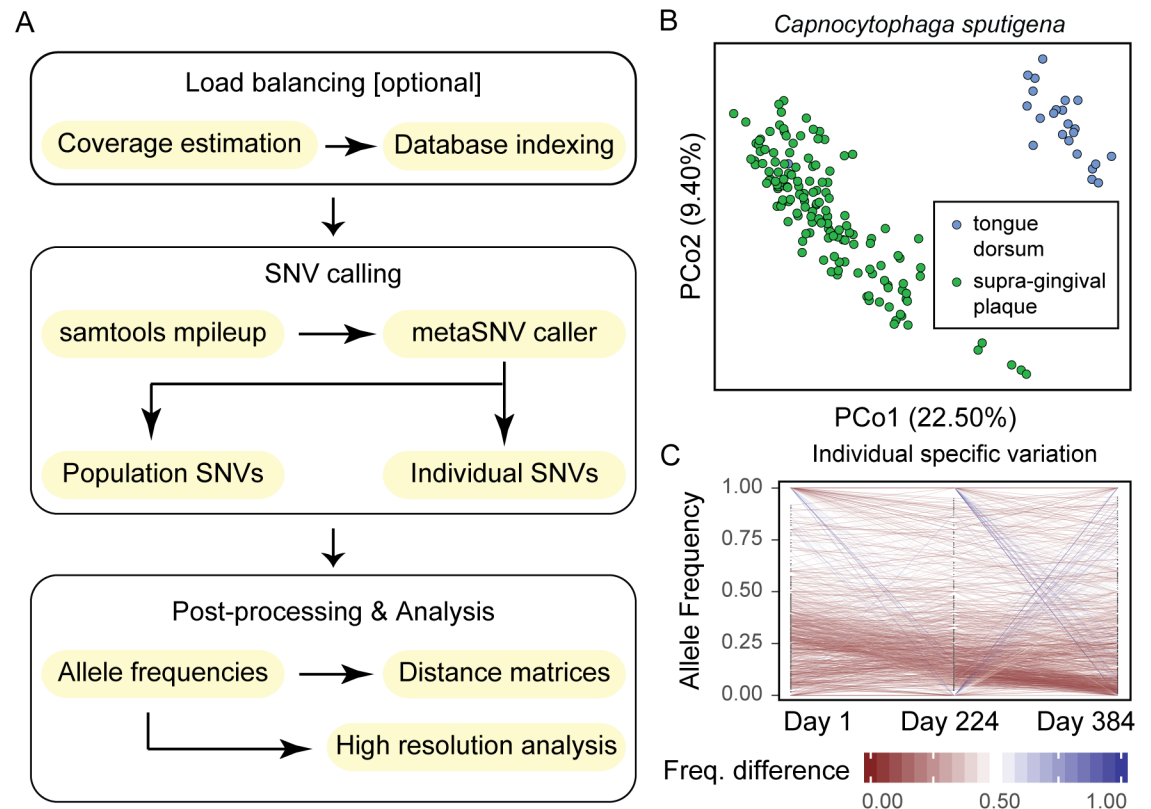 A
Load balancing [optional]
Coverage estimation
Database indexing
SNV calling
samtools mpileup
metaSNV caller
Population SNVs
Individual SNVs
Post-processing & Analysis
Allele frequencies
Distance matrices
High resolution analysis
B
Capnocytophaga sputigena
PCo2 (9.40%)
tongue
dorsum
supra-gingival
plaque
PCo1 (22.50%)
C
Individual specific variation
Allele Frequency
1.00
0.75
0.50
0.25
0.00
Day 1
Day 224
Day 384
Freq. difference
0.00
0.50
1.00